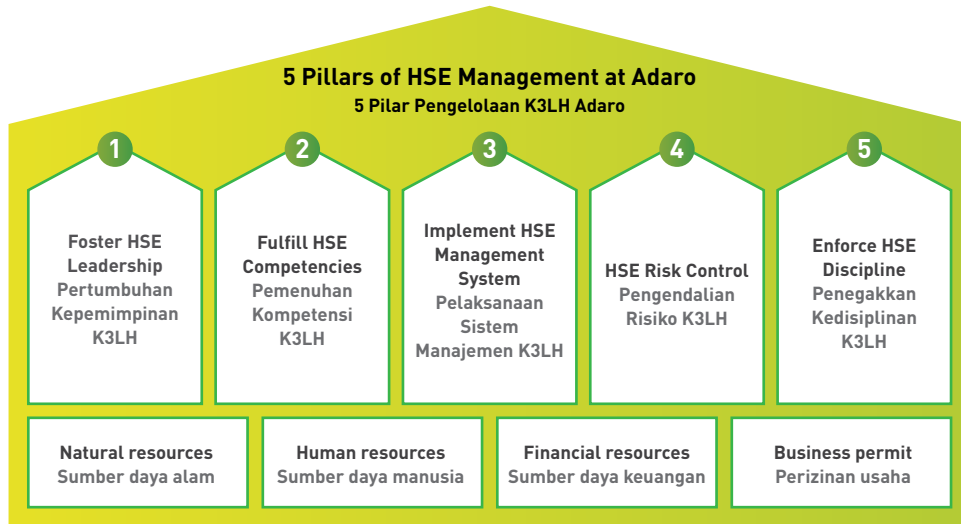 5 Pillars of HSE Management at Adaro
5 Pilar Pengelolaan K3LH Adaro
1
Foster HSE
Leadership
Pertumbuhan
Kepemimpinan
K3LH
2
Fulfill HSE
Competencies
Pemenuhan
Kompetensi
K3LH
3
Implement HSE
Management
System
Pelaksanaan
Sistem
Manajemen K3LH
4
HSE Risk Control
Pengendalian
Risiko K3LH
5
Enforce HSE
Discipline
Penegakkan
Kedisiplinan
K3LH
Natural resources
Sumber daya alam
Human resources
Sumber daya manusia
Financial resources
Sumber daya keuangan
Business permit
Perizinan usaha